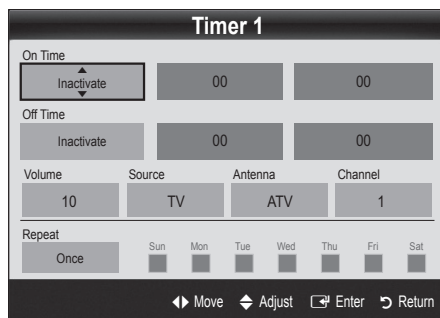 Timer 1
On Time
Inactivate 00 00
Off Time
Inactivate 00 00
Volume Source Antenna Channel
10 TV ATV 1
Repeat Sun Mon Tue Wed Thu Fri Sat
Once
Move Adjust Enter Return